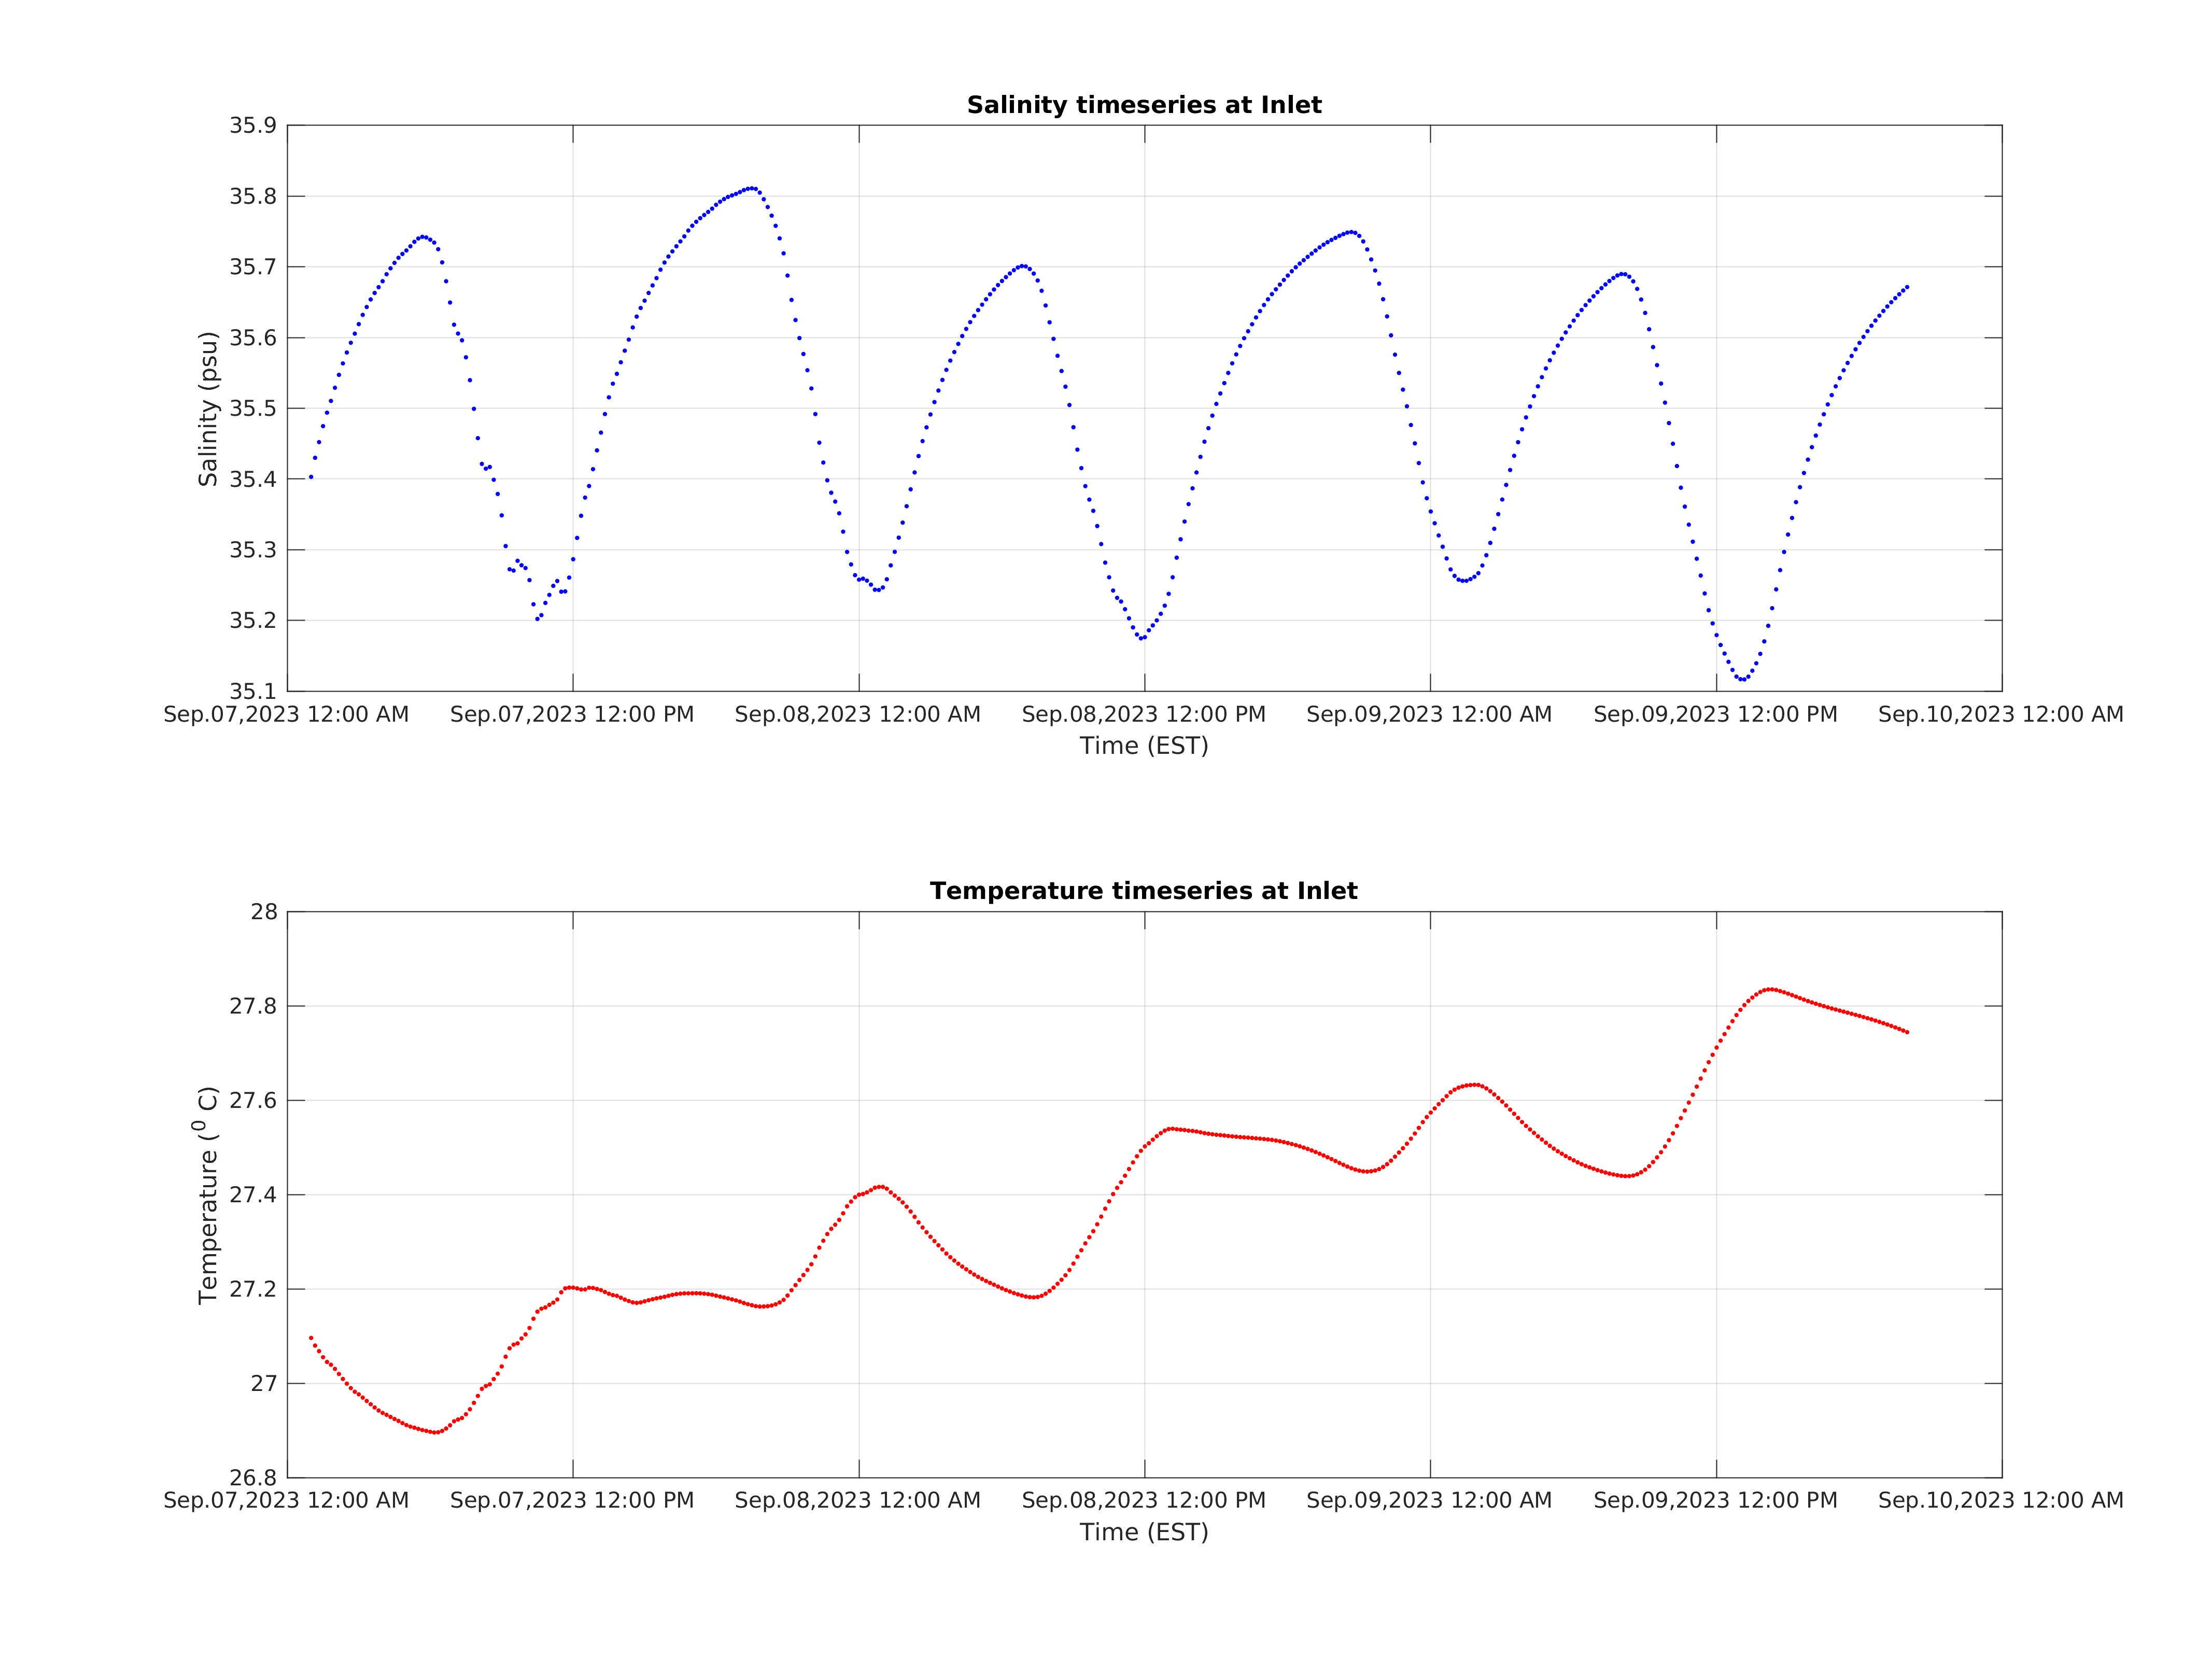 Salinity timeseries at Inlet
35.9
35.8
35.7
35.6
35.5
35.4
35.3
35.2
35.1
Salinity (psu)
Sep.07,2023 12:00 AM Sep.07,2023 12:00 PM Sep.08,2023 12:00 AM Sep.08,2023 12:00 PM Sep.09,2023 12:00 AM Sep.09,2023 12:00 PM Sep.10,2023 12:00 AM
Time (EST)
Temperature timeseries at Inlet
28
27.8
27.6
27.4
27.2
27
26.8
Temperature (⁰ C)
Sep.07,2023 12:00 AM Sep.07,2023 12:00 PM Sep.08,2023 12:00 AM Sep.08,2023 12:00 PM Sep.09,2023 12:00 AM Sep.09,2023 12:00 PM Sep.10,2023 12:00 AM
Time (EST)